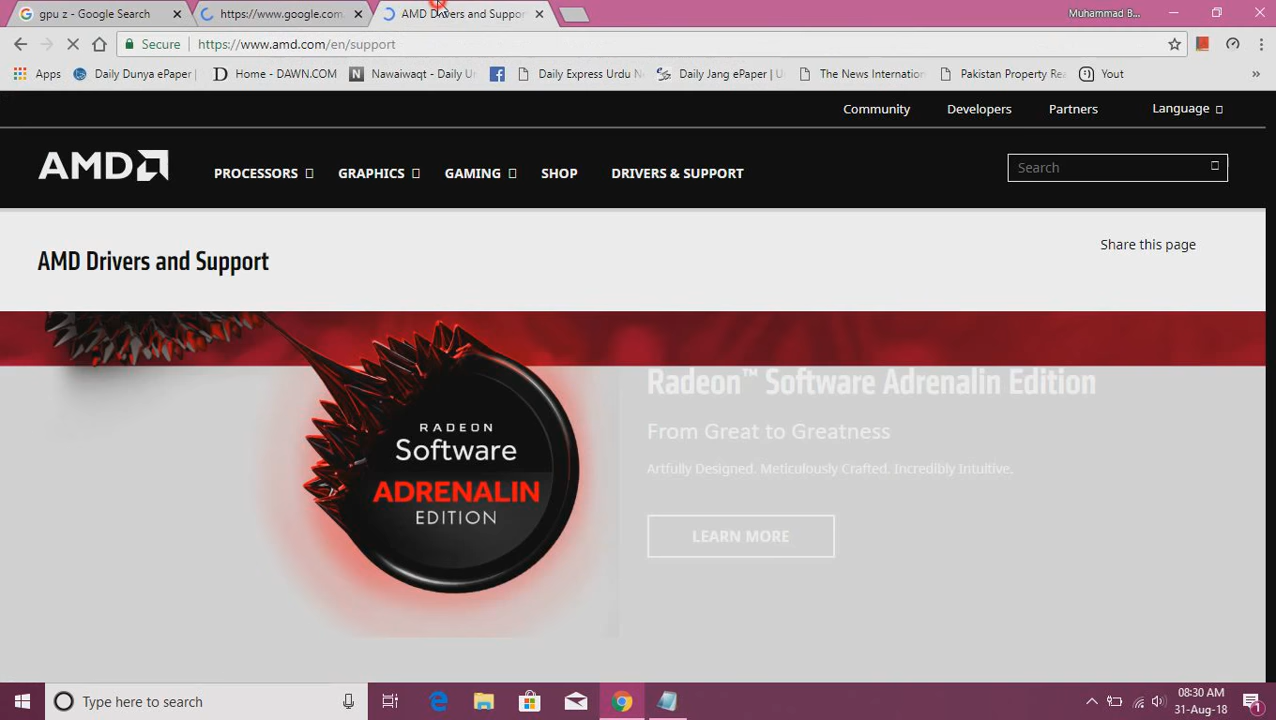 gpu z - Google Search
https://www.google.com
AMD Drivers and Suppor
Muhammad B...
Secure
https://www.amd.com/en/support
Apps
Daily Dunya ePaper
Home - DAWN.COM
Nawaiwaqt - Daily U
Daily Express Urdu N
Daily Jang ePaper | U
The News Internation
Pakistan Property Rea
Yout
Community
Developers
Partners
Language
AMD
PROCESSORS
GRAPHICS
GAMING
SHOP
DRIVERS & SUPPORT
Search
AMD Drivers and Support
Share this page
RADEON
Software
ADRENALIN
EDITION
Radeon™ Software Adrenalin Edition
From Great to Greatness
Artfully Designed. Meticulously Crafted. Incredibly Intuitive.
LEARN MORE
Type here to search
08:30 AM
31-Aug-18
1